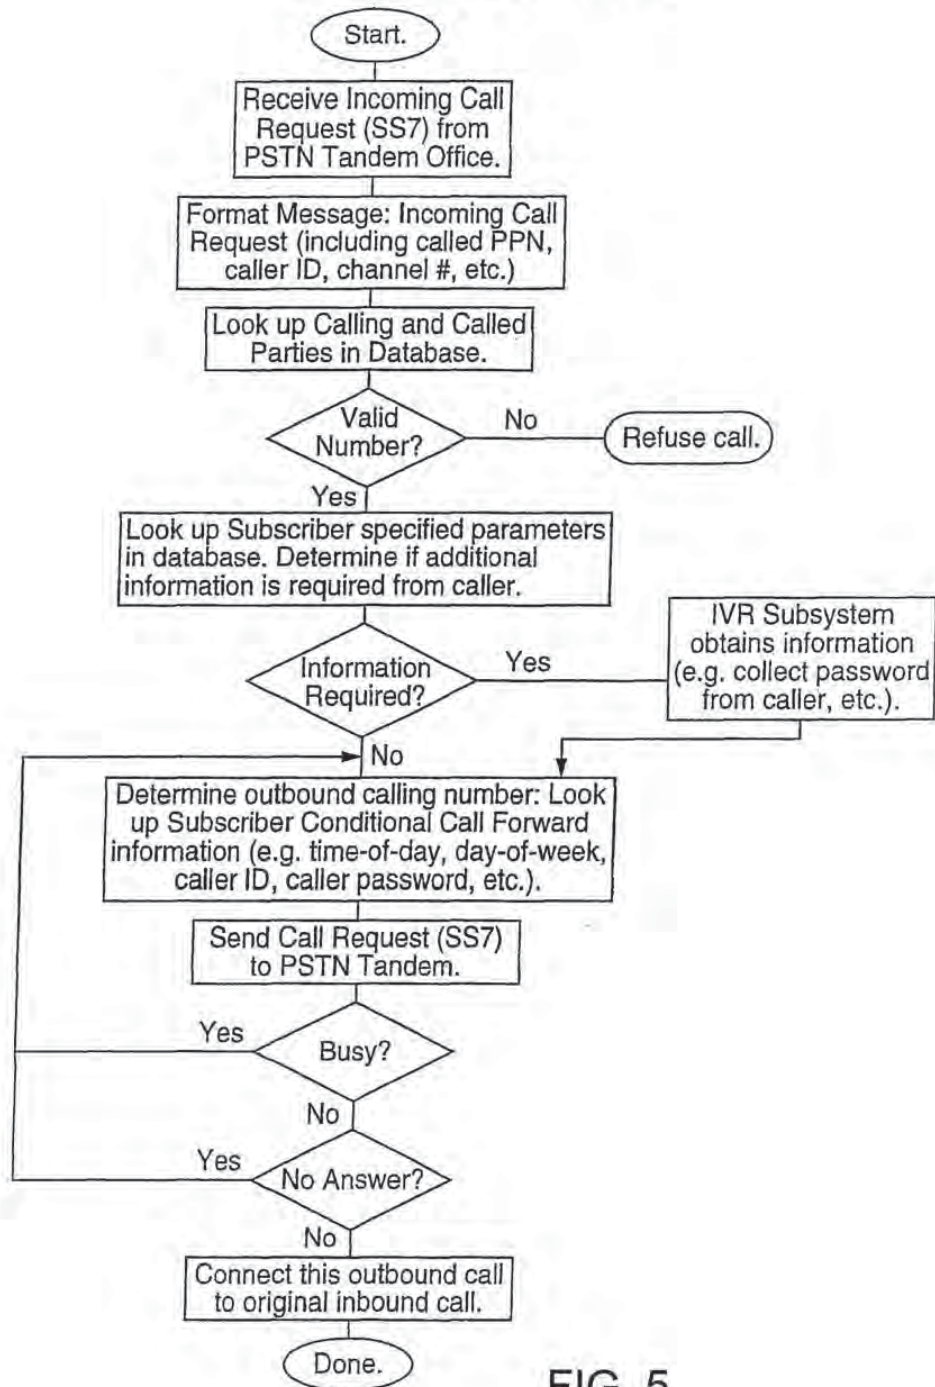 Start.
Receive Incoming Call
Request (SS7) from
PSTN Tandem Office.
Format Message: Incoming Call
Request (including called PPN,
caller ID, channel #, etc.)
Look up Calling and Called
Parties in Database.
Valid
Number?
No
Refuse call.
Yes
Look up Subscriber specified parameters
in database. Determine if additional
information is required from caller.
Information
Required?
Yes
IVR Subsystem
obtains information
(e.g. collect password
from caller, etc.).
No
Determine outbound calling number: Look
up Subscriber Conditional Call Forward
information (e.g. time-of-day, day-of-week,
caller ID, caller password, etc.).
Send Call Request (SS7)
to PSTN Tandem.
Yes
Busy?
No
Yes
No Answer?
No
Connect this outbound call
to original inbound call.
Done.
FIG. 5